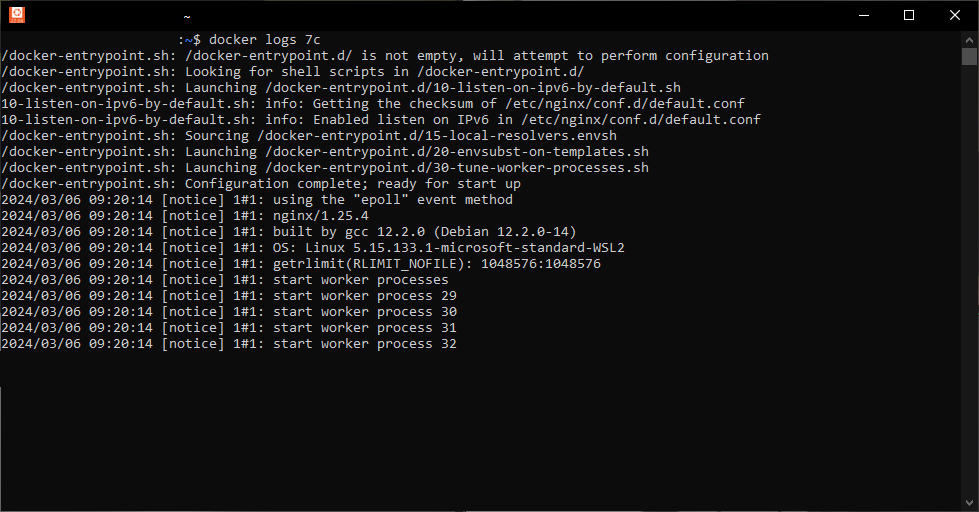 ~
:~$ docker logs 7c
/docker-entrypoint.sh: /docker-entrypoint.d/ is not empty, will attempt to perform configuration
/docker-entrypoint.sh: Looking for shell scripts in /docker-entrypoint.d/
/docker-entrypoint.sh: Launching /docker-entrypoint.d/10-listen-on-ipv6-by-default.sh
10-listen-on-ipv6-by-default.sh: info: Getting the checksum of /etc/nginx/conf.d/default.conf
10-listen-on-ipv6-by-default.sh: info: Enabled listen on IPv6 in /etc/nginx/conf.d/default.conf
/docker-entrypoint.sh: Sourcing /docker-entrypoint.d/15-local-resolvers.envsh
/docker-entrypoint.sh: Launching /docker-entrypoint.d/20-envsubst-on-templates.sh
/docker-entrypoint.sh: Launching /docker-entrypoint.d/30-tune-worker-processes.sh
/docker-entrypoint.sh: Configuration complete; ready for start up
2024/03/06 09:20:14 [notice] 1#1: using the "epoll" event method
2024/03/06 09:20:14 [notice] 1#1: nginx/1.25.4
2024/03/06 09:20:14 [notice] 1#1: built by gcc 12.2.0 (Debian 12.2.0-14)
2024/03/06 09:20:14 [notice] 1#1: OS: Linux 5.15.133.1-microsoft-standard-WSL2
2024/03/06 09:20:14 [notice] 1#1: getrlimit(RLIMIT_NOFILE): 1048576:1048576
2024/03/06 09:20:14 [notice] 1#1: start worker processes
2024/03/06 09:20:14 [notice] 1#1: start worker process 29
2024/03/06 09:20:14 [notice] 1#1: start worker process 30
2024/03/06 09:20:14 [notice] 1#1: start worker process 31
2024/03/06 09:20:14 [notice] 1#1: start worker process 32